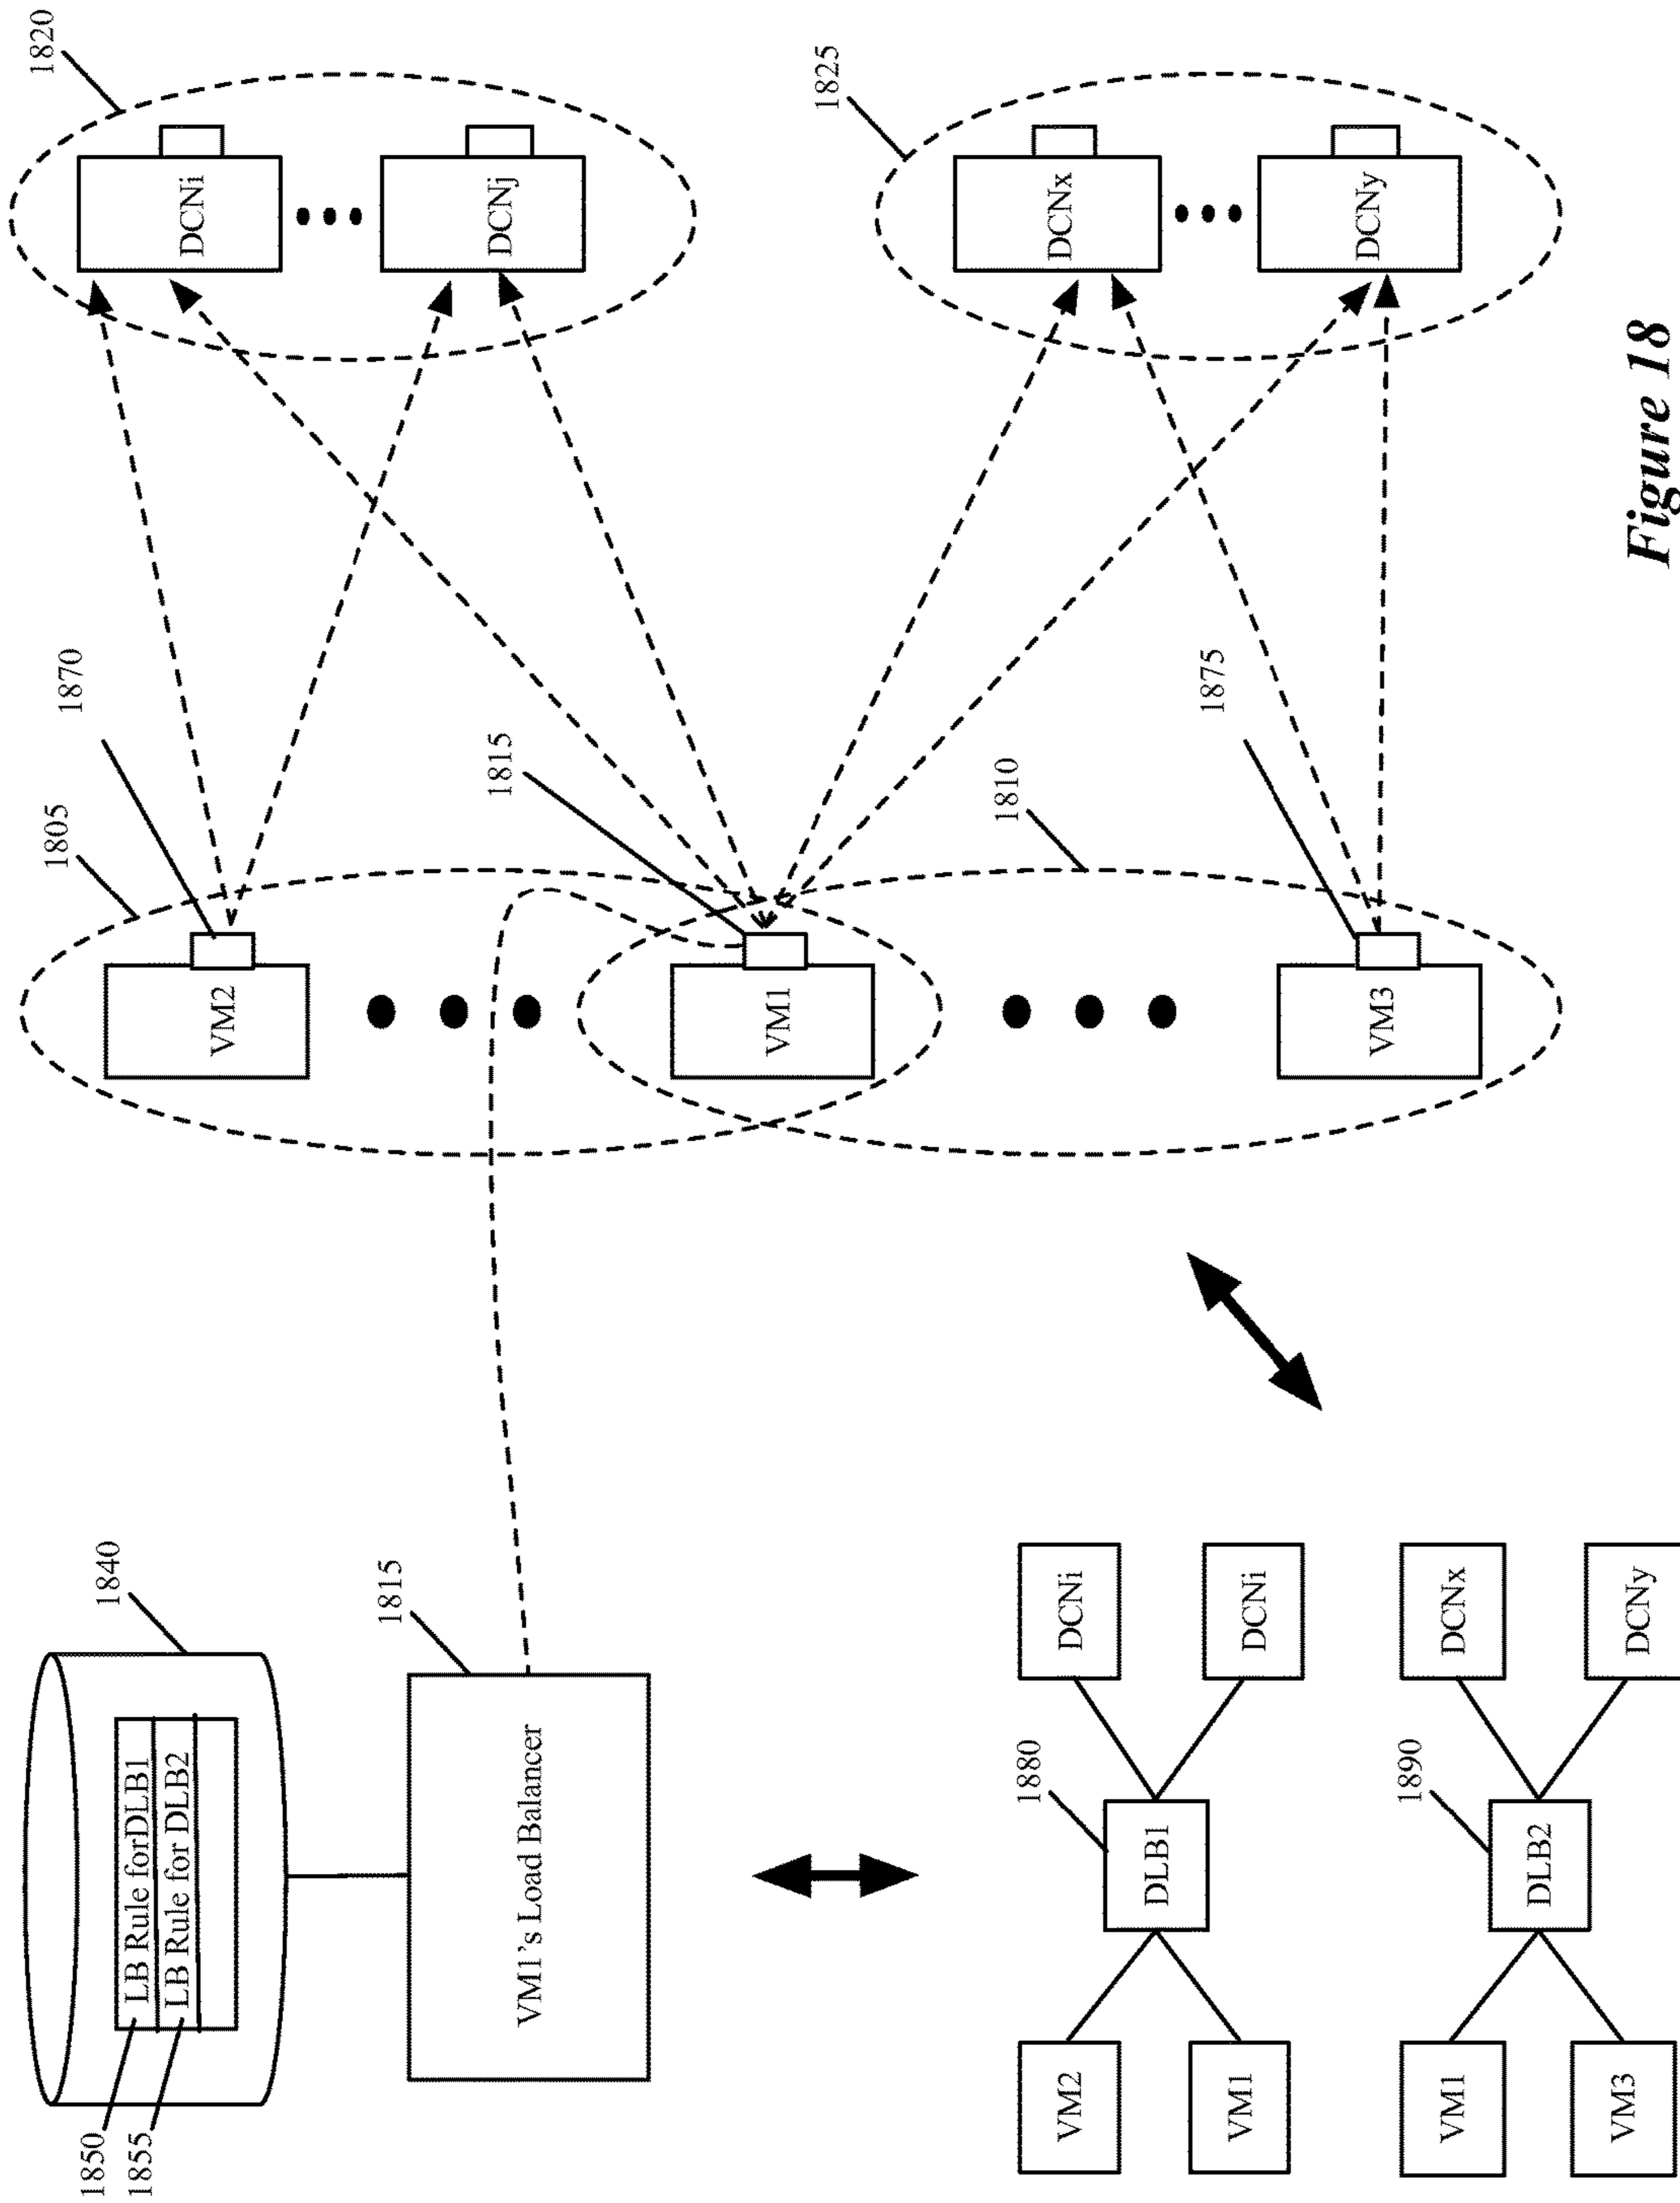 1820
1805
1870
1850
1840
LB Rule forDLB1
1855
LB Rule for DLB2
DCNi
VM2
1815
1815
DCNj
VM1's Load Balancer
VM1
1825
1810
1880
VM2
DCNi
DCNx
DLB1
1875
VM1
DCNi
VM3
DCNy
1890
VM1
DCNx
DLB2
VM3
DCNy
Figure 18